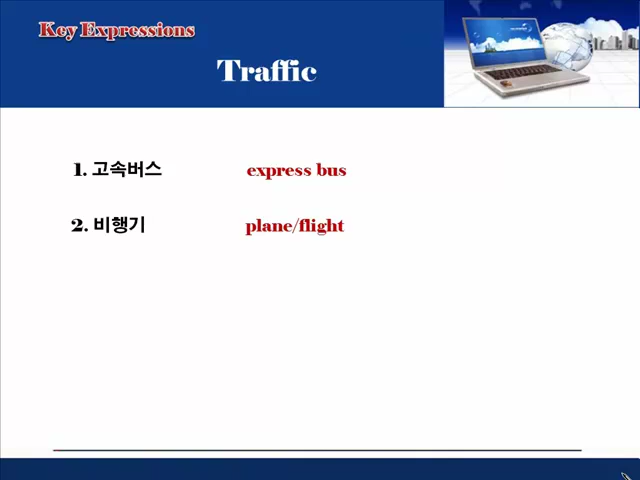 Key Expressions
Traffic
1. 고속버스 express bus
2. 비행기 plane/flight